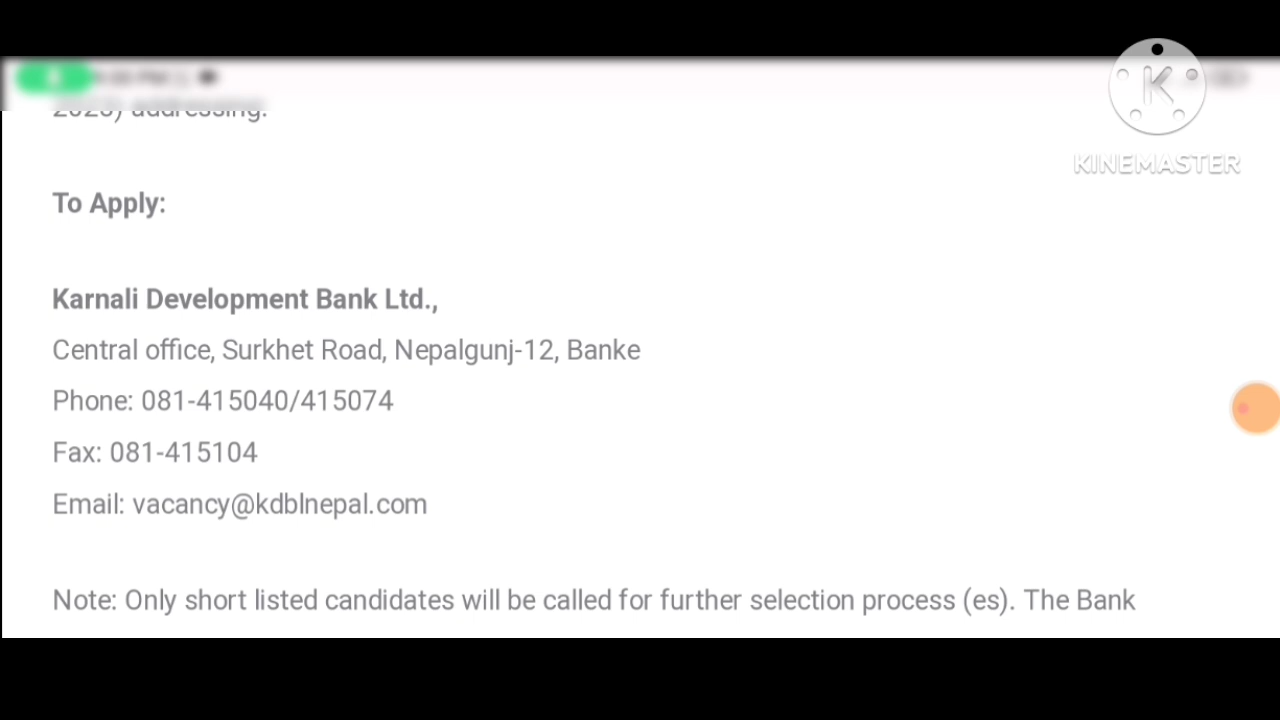 KINEMASTER
2023) addressing:
To Apply:
Karnali Development Bank Ltd.,
Central office, Surkhet Road, Nepalgunj-12, Banke
Phone: 081-415040/415074
Fax: 081-415104
Email: vacancy@kdblnepal.com
Note: Only short listed candidates will be called for further selection process (es). The Bank